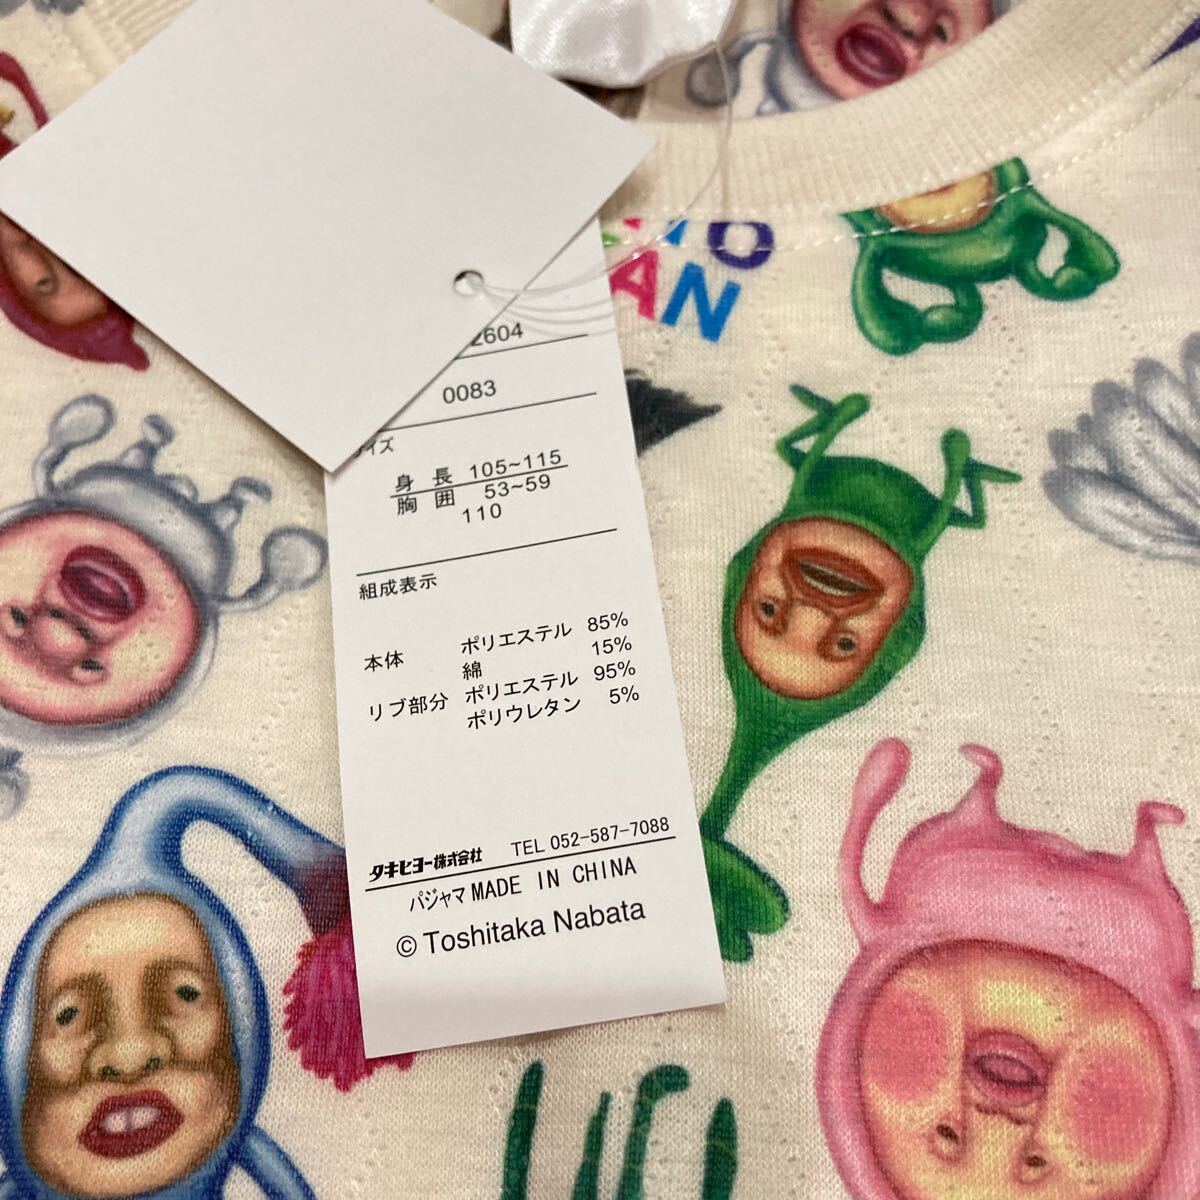 AN
2604
0083
サイズ
身 長 105~115
胸 囲 53~59
110
組成表示
本体 ポリエステル 85%
綿 15%
リブ部分 ポリエステル 95%
ポリウレタン 5%
タキヒヨー株式会社 TEL 052-587-7088
パジャマ MADE IN CHINA
© Toshitaka Nabata